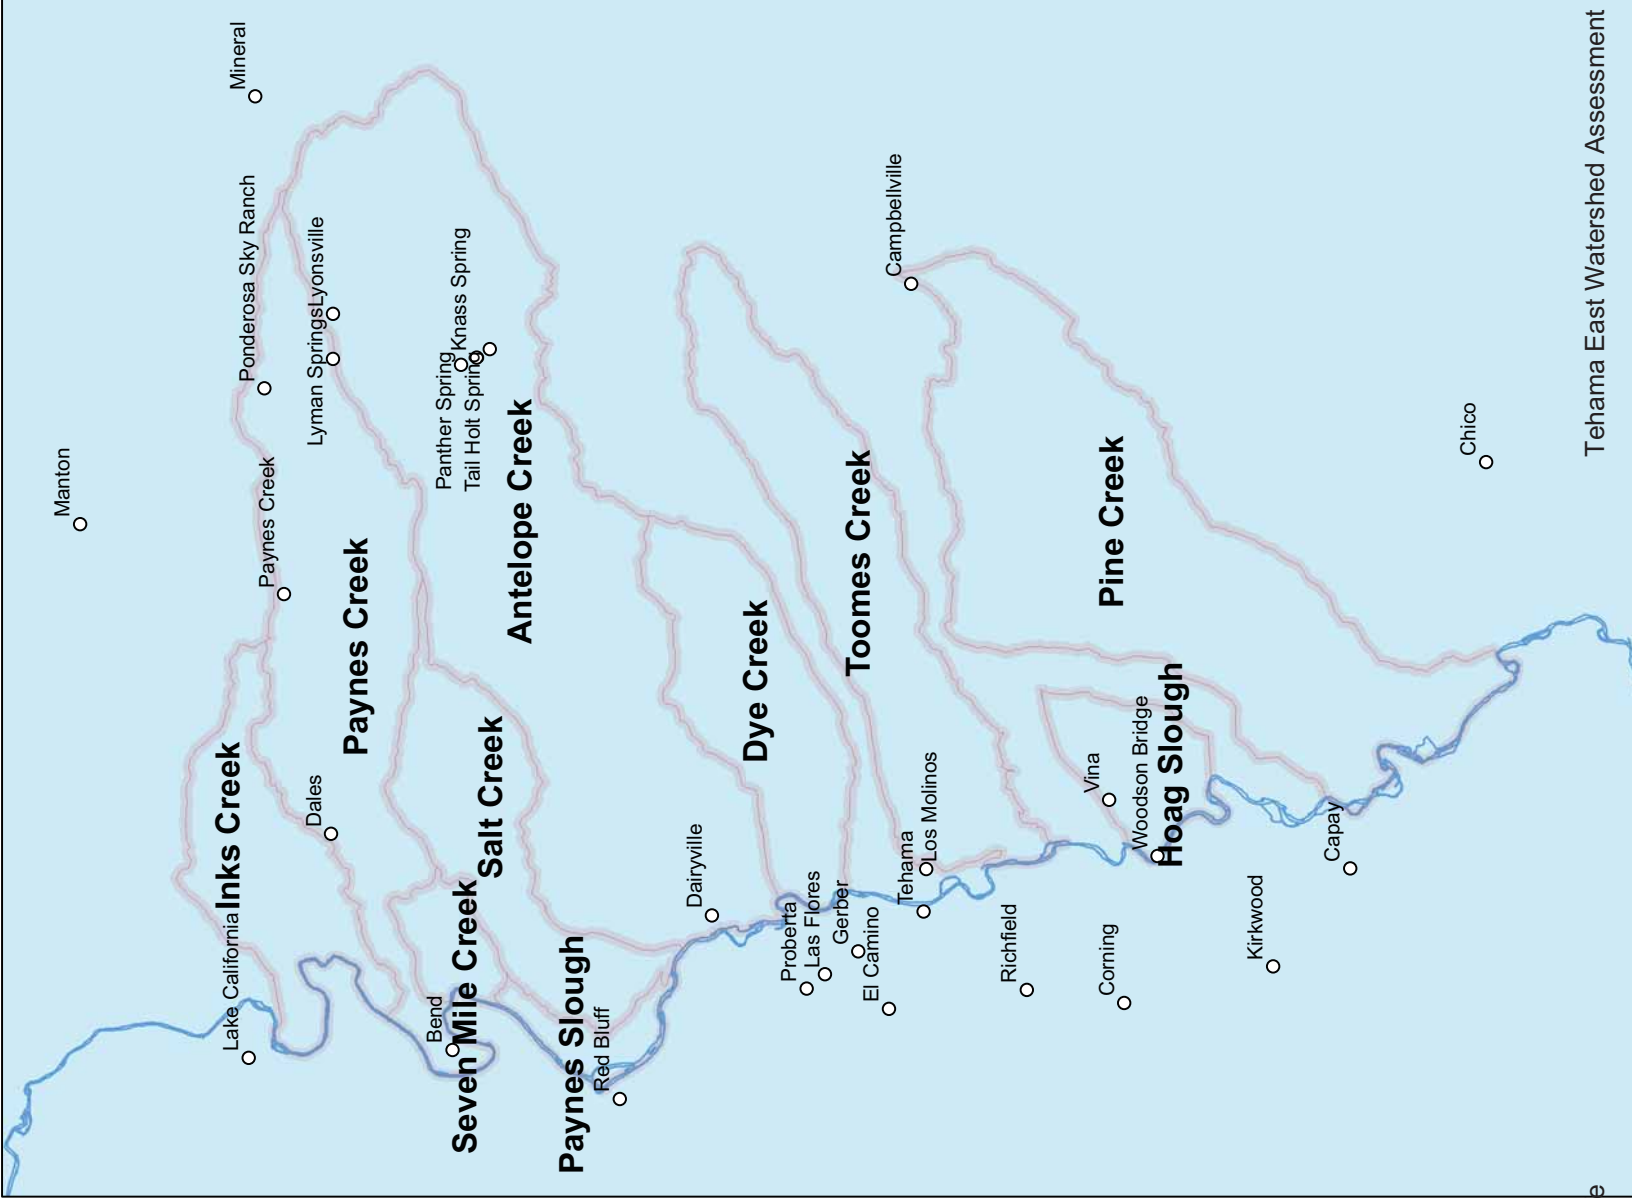 Manton
Mineral
Ponderosa Sky Ranch
Paynes Creek
Lake California
Inks Creek
Lyonsville
Lyman Springs
Dales
Paynes Creek
Knass Spring
Panther Spring
Tail Holt Spring
Antelope Creek
Salt Creek
Bend
Seven Mile Creek
Paynes Slough
Red Bluff
Dairyville
Dye Creek
Proberta
Las Flores
Gerber
El Camino
Toomes Creek
Campbellville
Tehama
Los Molinos
Richfield
Vina
Corning
Pine Creek
Woodson Bridge
Hoag Slough
Kirkwood
Capay
Chico
Tehama East Watershed Assessment
e